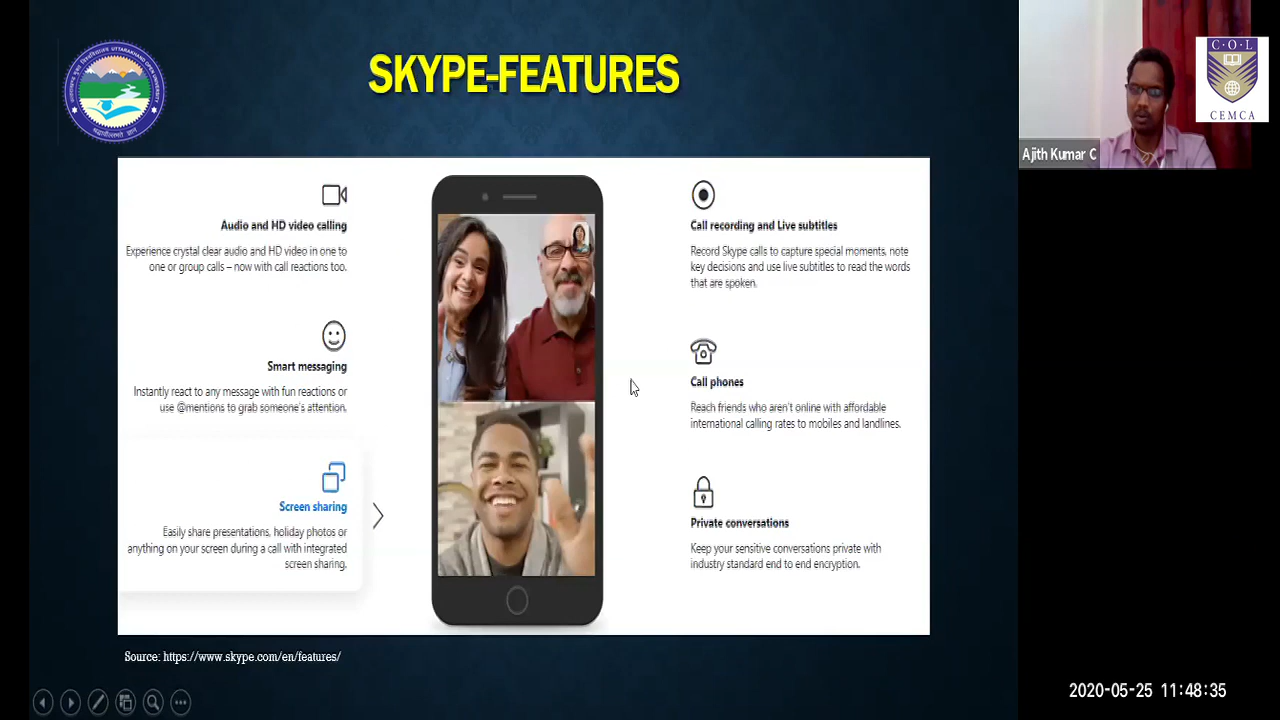 SKYPE-FEATURES
Audio and HD video calling
Experience crystal clear audio and HD video in one to
one or group calls – now with call reactions too.
Smart messaging
Instantly react to any message with fun reactions or
use @mentions to grab someone's attention.
Screen sharing
Easily share presentations, holiday photos or
anything on your screen during a call with integrated
screen sharing.
Call recording and Live subtitles
Record Skype calls to capture special moments, note
key decisions and use live subtitles to read the words
that are spoken.
Call phones
Reach friends who aren't online with affordable
international calling rates to mobiles and landlines.
Private conversations
Keep your sensitive conversations private with
industry standard end to end encryption.
Source: https://www.skype.com/en/features/
Ajith Kumar C
C·O·L
CEMCA
2020-05-25 11:48:35